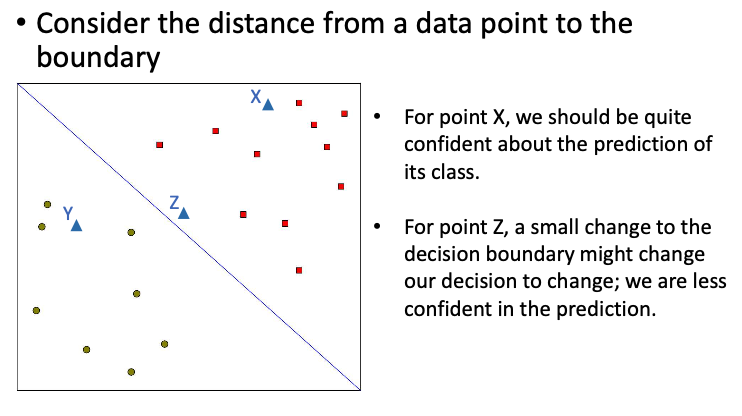 • Consider the distance from a data point to the
boundary
X
Y
Z
• For point X, we should be quite
confident about the prediction of
its class.
• For point Z, a small change to the
decision boundary might change
our decision to change; we are less
confident in the prediction.